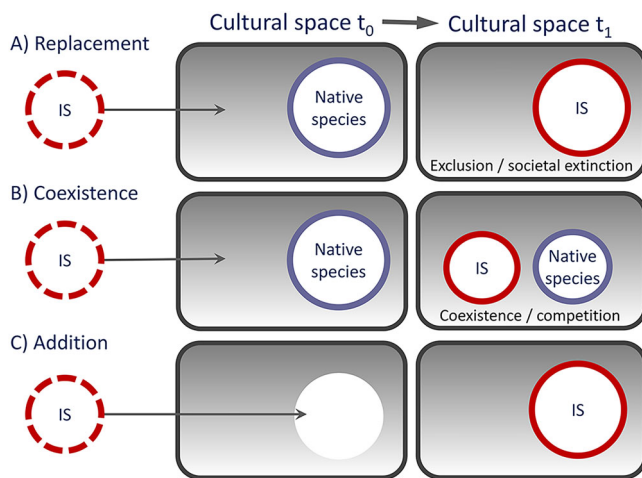 Cultural space t₀ Cultural space t₁
A) Replacement
IS
Native
species
IS
Exclusion / societal extinction
B) Coexistence
IS
Native
species
IS
Native
species
Coexistence / competition
C) Addition
IS
IS